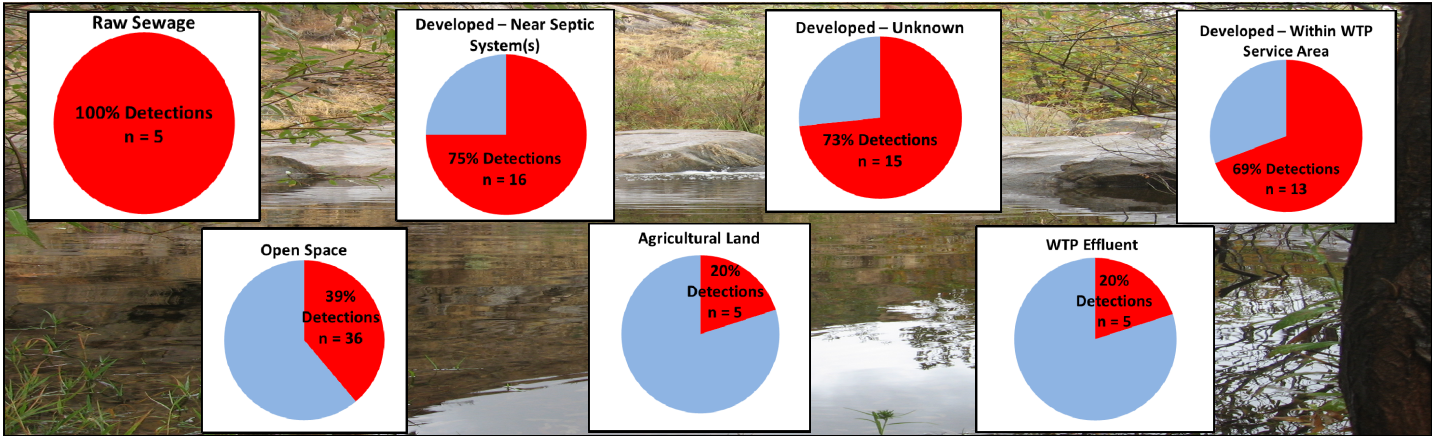 Raw Sewage
100% Detections
n = 5
Developed – Near Septic
System(s)
75% Detections
n = 16
Developed – Unknown
73% Detections
n = 15
Developed – Within WTP
Service Area
69% Detections
n = 13
Open Space
39%
Detections
n = 36
Agricultural Land
20%
Detections
n = 5
WTP Effluent
20%
Detections
n = 5